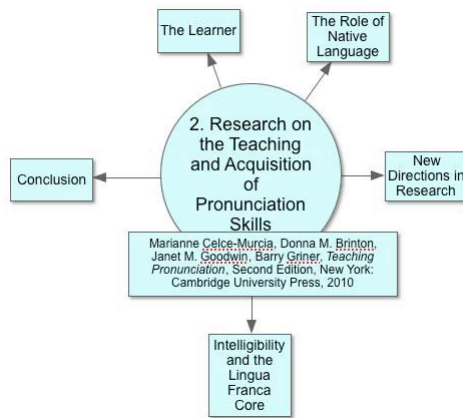 The Learner
The Role of
Native
Language
2. Research on
the Teaching
and Acquisition
of
Pronunciation
Skills
Conclusion
New
Directions in
Research
Marianne Celce-Murcia, Donna M. Brinton,
Janet M. Goodwin, Barry Griner, Teaching
Pronunciation, Second Edition, New York:
Cambridge University Press, 2010
Intelligibility
and the
Lingua
Franca
Core